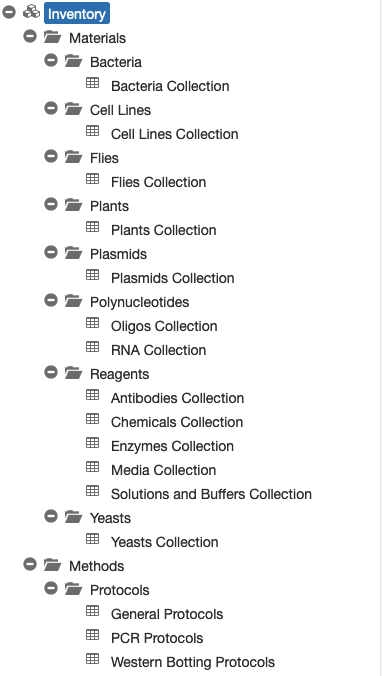 Inventory
Materials
Bacteria
Bacteria Collection
Cell Lines
Cell Lines Collection
Flies
Flies Collection
Plants
Plants Collection
Plasmids
Plasmids Collection
Polynucleotides
Oligos Collection
RNA Collection
Reagents
Antibodies Collection
Chemicals Collection
Enzymes Collection
Media Collection
Solutions and Buffers Collection
Yeasts
Yeasts Collection
Methods
Protocols
General Protocols
PCR Protocols
Western Botting Protocols